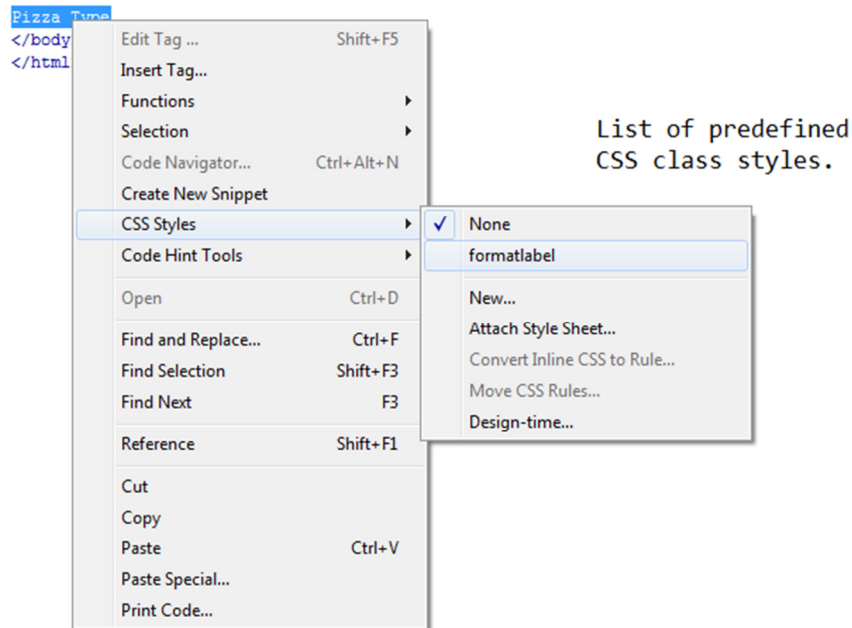 Pizza Type
</body
</html
Edit Tag ... Shift+F5
Insert Tag...
Functions
Selection
Code Navigator... Ctrl+Alt+N
Create New Snippet
CSS Styles
Code Hint Tools
Open Ctrl+D
Find and Replace... Ctrl+F
Find Selection Shift+F3
Find Next F3
Reference Shift+F1
Cut
Copy
Paste Ctrl+V
Paste Special...
Print Code...
List of predefined
CSS class styles.
None
formatlabel
New...
Attach Style Sheet...
Convert Inline CSS to Rule...
Move CSS Rules...
Design-time...